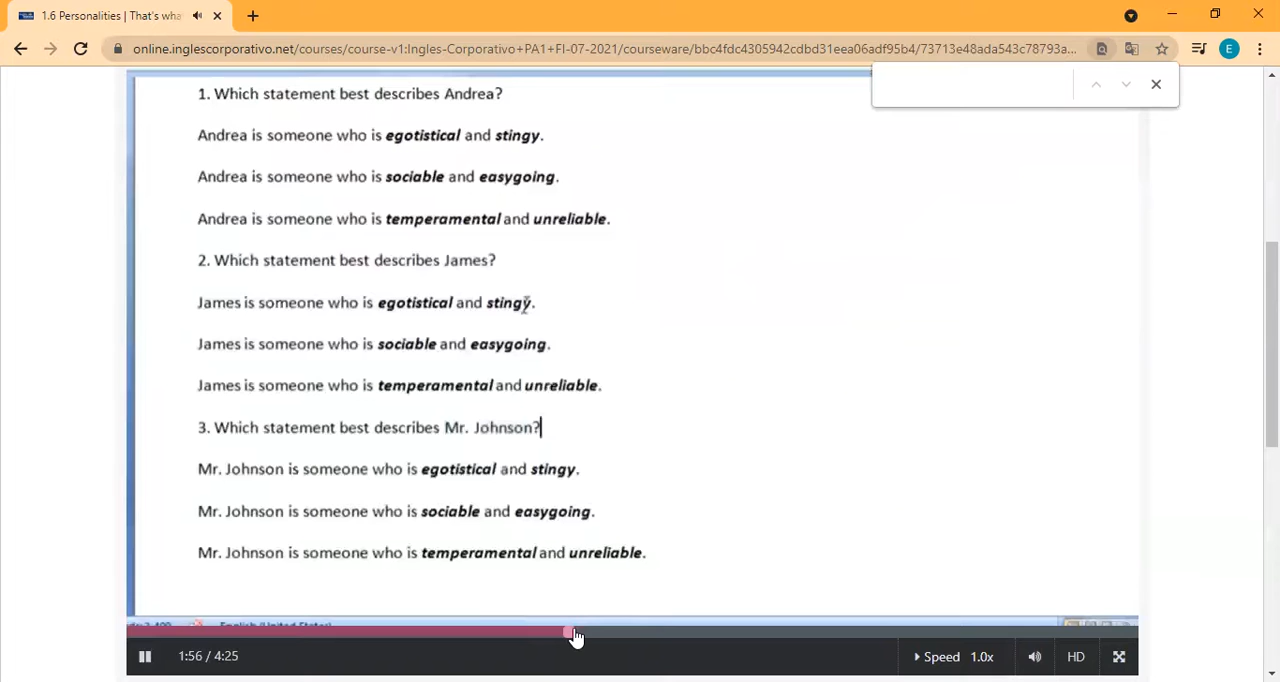 1.6 Personalities | That's wha
online.inglescorporativo.net/courses/course-v1:Ingles-Corporativo+PA1+FI-07-2021/courseware/bbc4fdc4305942cdbd31eea06adf95b4/73713e48ada543c78793a...
E
1. Which statement best describes Andrea?
Andrea is someone who is egotistical and stingy.
Andrea is someone who is sociable and easygoing.
Andrea is someone who is temperamental and unreliable.
2. Which statement best describes James?
James is someone who is egotistical and stingy.
James is someone who is sociable and easygoing.
James is someone who is temperamental and unreliable.
3. Which statement best describes Mr. Johnson?
Mr. Johnson is someone who is egotistical and stingy.
Mr. Johnson is someone who is sociable and easygoing.
Mr. Johnson is someone who is temperamental and unreliable.
English (United States)
1:56 / 4:25
Speed 1.0x
HD